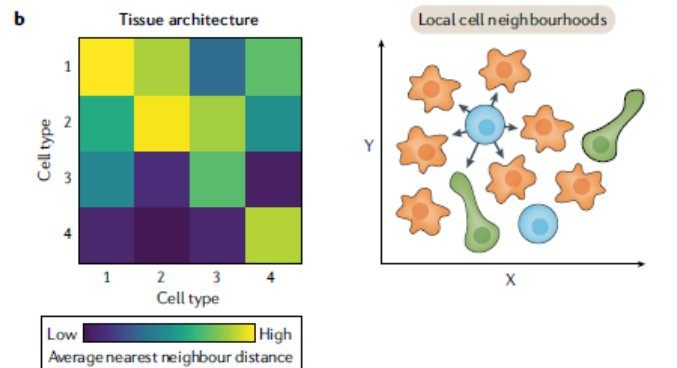 b
Tissue architecture
Cell type
1
2
3
4
1 2 3 4
Cell type
Low High
Average nearest neighbour distance
Local cell neighbourhoods
Y
X